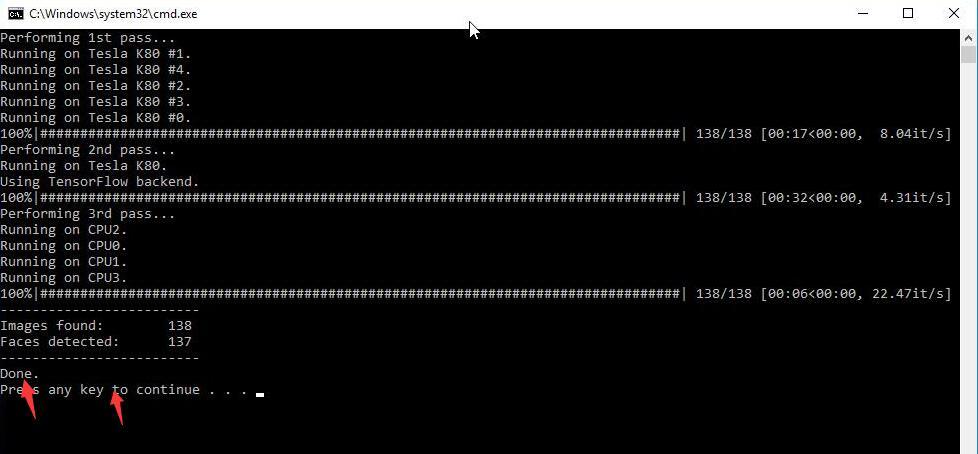 C:\Windows\system32\cmd.exe
Performing 1st pass...
Running on Tesla K80 #1.
Running on Tesla K80 #4.
Running on Tesla K80 #2.
Running on Tesla K80 #3.
Running on Tesla K80 #0.
100%|################################################################################| 138/138 [00:17<00:00,  8.04it/s]
Performing 2nd pass...
Running on Tesla K80.
Using TensorFlow backend.
100%|################################################################################| 138/138 [00:32<00:00,  4.31it/s]
Performing 3rd pass...
Running on CPU2.
Running on CPU0.
Running on CPU1.
Running on CPU3.
100%|################################################################################| 138/138 [00:06<00:00, 22.47it/s]
-------------------------
Images found:        138
Faces detected:      137
-------------------------
Done.
Press any key to continue . . .